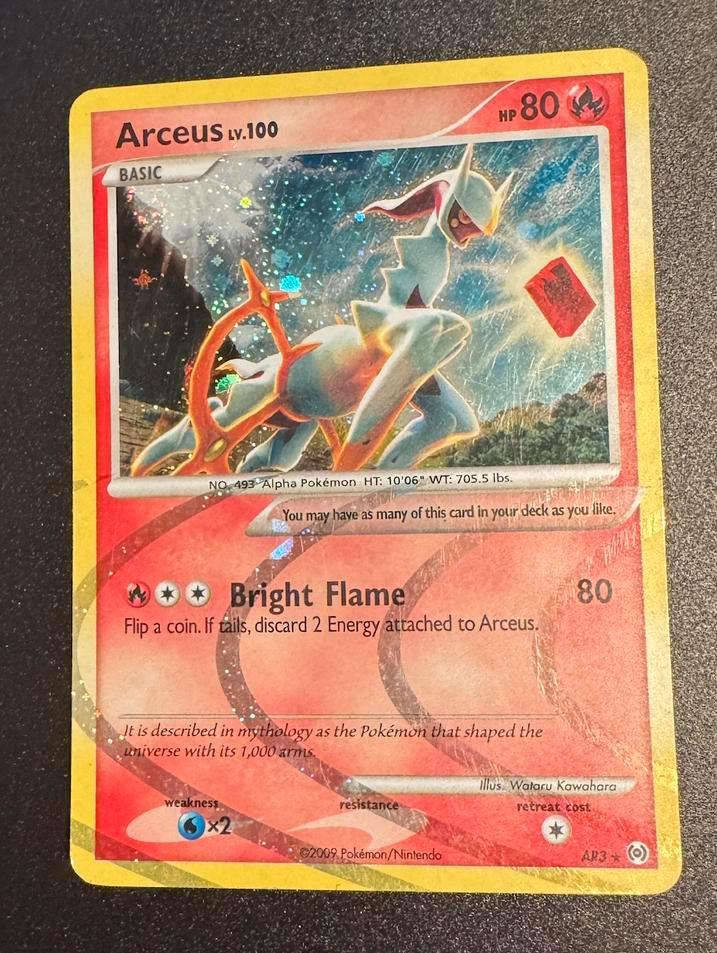 Arceus LV.100
HP 80
BASIC
NO. 493 Alpha Pokémon HT: 10'06" WT: 705.5 lbs.
You may have as many of this card in your deck as you like.
Bright Flame 80
Flip a coin. If tails, discard 2 Energy attached to Arceus.
It is described in mythology as the Pokémon that shaped the
universe with its 1,000 arms.
Illus. Wataru Kawahara
weakness resistance retreat cost
×2
©2009 Pokémon/Nintendo AR3 ★